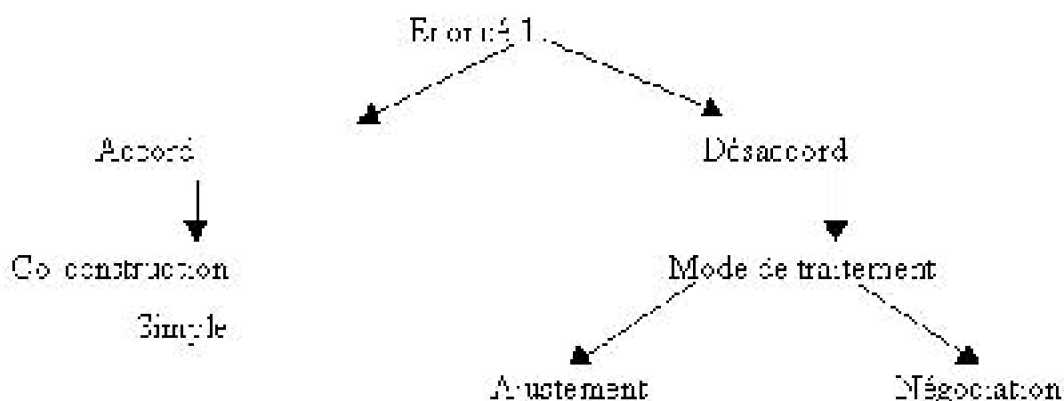 Enoncé 1
Accord
Désaccord
Co-construction
Mode de traitement
Simple
Ajustement
Négociation